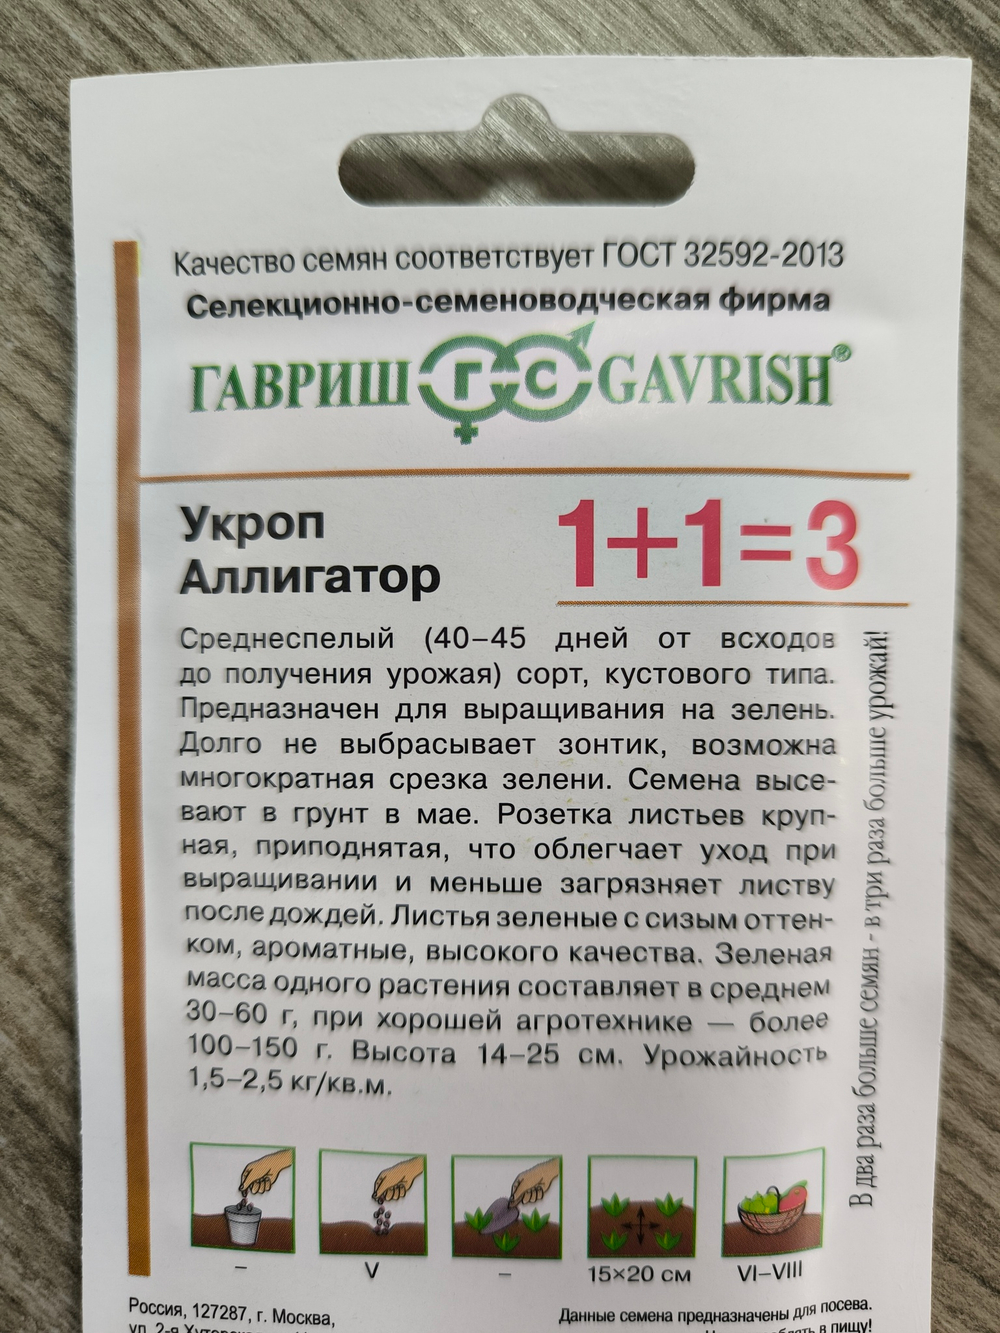 Качество семян соответствует ГОСТ 32592-2013
Селекционно-семеноводческая фирма
ГАВРИШ ГС GAVRISH®
Укроп
Аллигатор
1+1=3
Среднеспелый (40–45 дней от всходов
до получения урожая) сорт, кустового типа.
Предназначен для выращивания на зелень.
Долго не выбрасывает зонтик, возможна
многократная срезка зелени. Семена высе-
вают в грунт в мае. Розетка листьев круп-
ная, приподнятая, что облегчает уход при
выращивании и меньше загрязняет листву
после дождей. Листья зеленые с сизым оттен-
ком, ароматные, высокого качества. Зеленая
масса одного растения составляет в среднем
30–60 г, при хорошей агротехнике — более
100–150 г. Высота 14–25 см. Урожайность
1,5–2,5 кг/кв.м.
В два раза больше семян - в три раза больше урожай!
– V – 15×20 см VI–VIII
Россия, 127287, г. Москва,
ул. 2-я
Данные семена предназначены для посева.
в пищу!